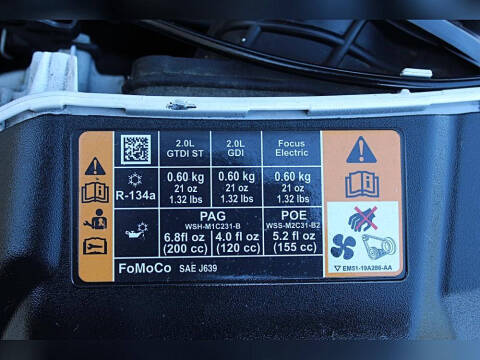 2.0L 2.0L Focus
GTDI ST GDI Electric
0.60 kg 0.60 kg 0.60 kg
R-134a 21 oz 21 oz 21 oz
1.32 lbs 1.32 lbs 1.32 lbs
PAG POE
WSH-M1C231-B WSS-M2C31-B2
6.8fl oz 4.0 fl oz 5.2 fl oz
(200 cc) (120 cc) (155 cc)
FoMoCo SAE J639
EM51-19A286-AA